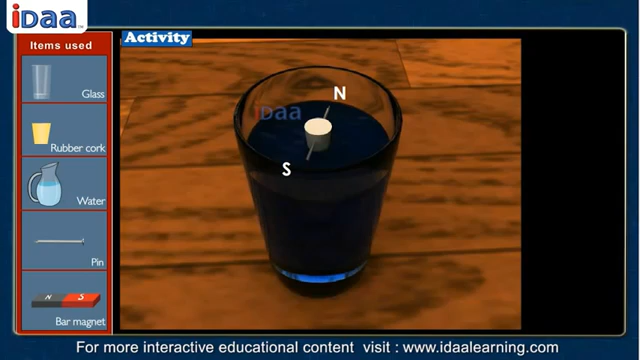 iDaa
Items used
Activity
Glass
Rubber cork
Water
Pin
N S
Bar magnet
N
iDaa
S
For more interactive educational content visit : www.idaalearning.com